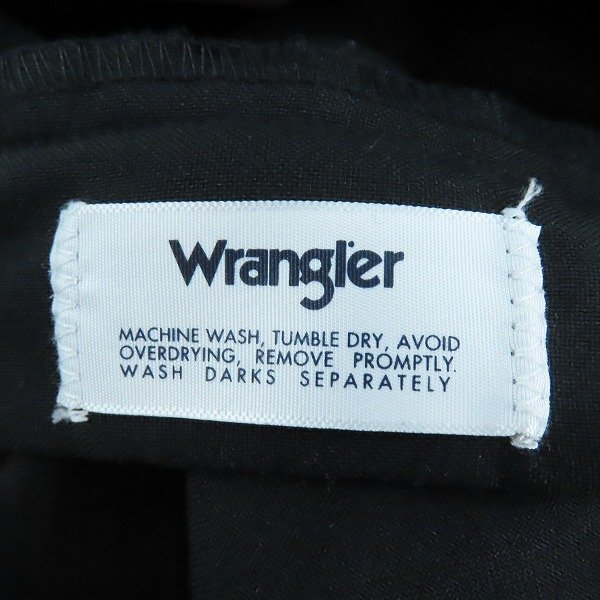 Wrangler
MACHINE WASH, TUMBLE DRY, AVOID
OVERDRYING, REMOVE PROMPTLY.
WASH DARKS SEPARATELY